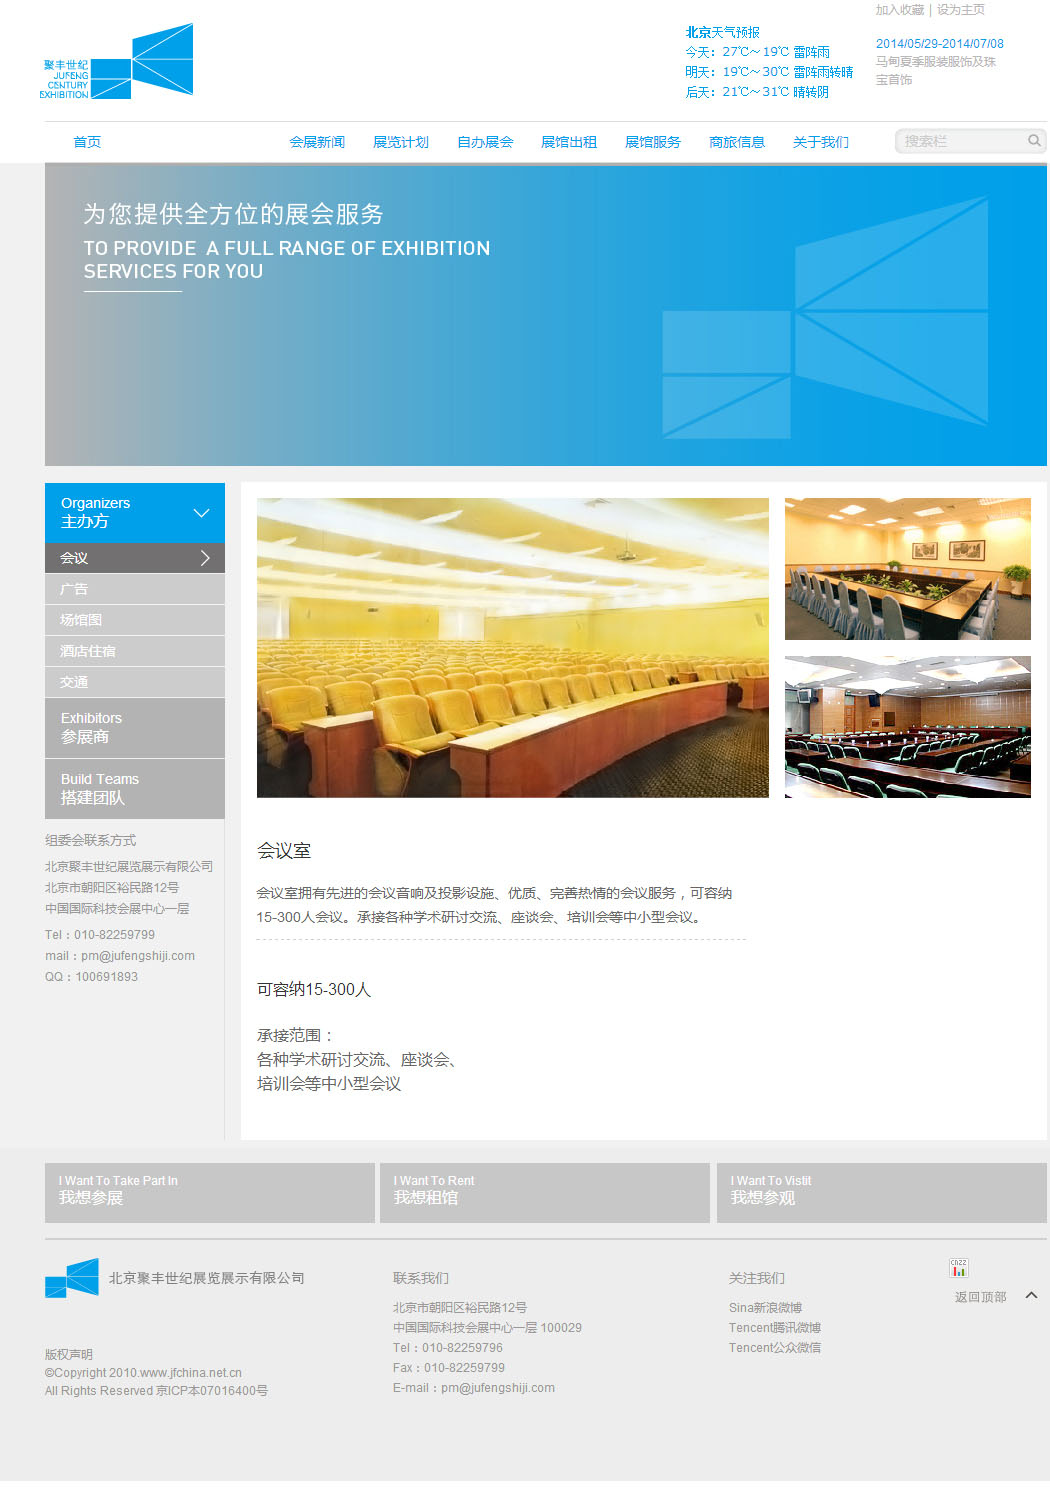 加入收藏 | 设为主页
聚丰世纪
JUFENG
CENTURY
EXHIBITION
北京天气预报
今天：27℃～19℃ 雷阵雨
明天：19℃～30℃ 雷阵雨转晴
后天：21℃～31℃ 晴转阴
2014/05/29-2014/07/08
马甸夏季服装服饰及珠
宝首饰
首页 会展新闻 展览计划 自办展会 展馆出租 展馆服务 商旅信息 关于我们 搜索栏
为您提供全方位的展会服务
TO PROVIDE A FULL RANGE OF EXHIBITION
SERVICES FOR YOU
Organizers
主办方
会议
广告
场馆图
酒店住宿
交通
Exhibitors
参展商
Build Teams
搭建团队
组委会联系方式
北京聚丰世纪展览展示有限公司
北京市朝阳区裕民路12号
中国国际科技会展中心一层
Tel：010-82259799
mail：pm@jufengshiji.com
QQ：100691893
会议室
会议室拥有先进的会议音响及投影设施、优质、完善热情的会议服务，可容纳
15-300人会议。承接各种学术研讨交流、座谈会、培训会等中小型会议。
可容纳15-300人
承接范围：
各种学术研讨交流、座谈会、
培训会等中小型会议
I Want To Take Part In
我想参展
I Want To Rent
我想租馆
I Want To Vistit
我想参观
北京聚丰世纪展览展示有限公司
版权声明
©Copyright 2010.www.jfchina.net.cn
All Rights Reserved 京ICP本07016400号
联系我们
北京市朝阳区裕民路12号
中国国际科技会展中心一层 100029
Tel：010-82259796
Fax：010-82259799
E-mail：pm@jufengshiji.com
关注我们
Sina新浪微博
Tencent腾讯微博
Tencent公众微信
CNZZ
返回顶部